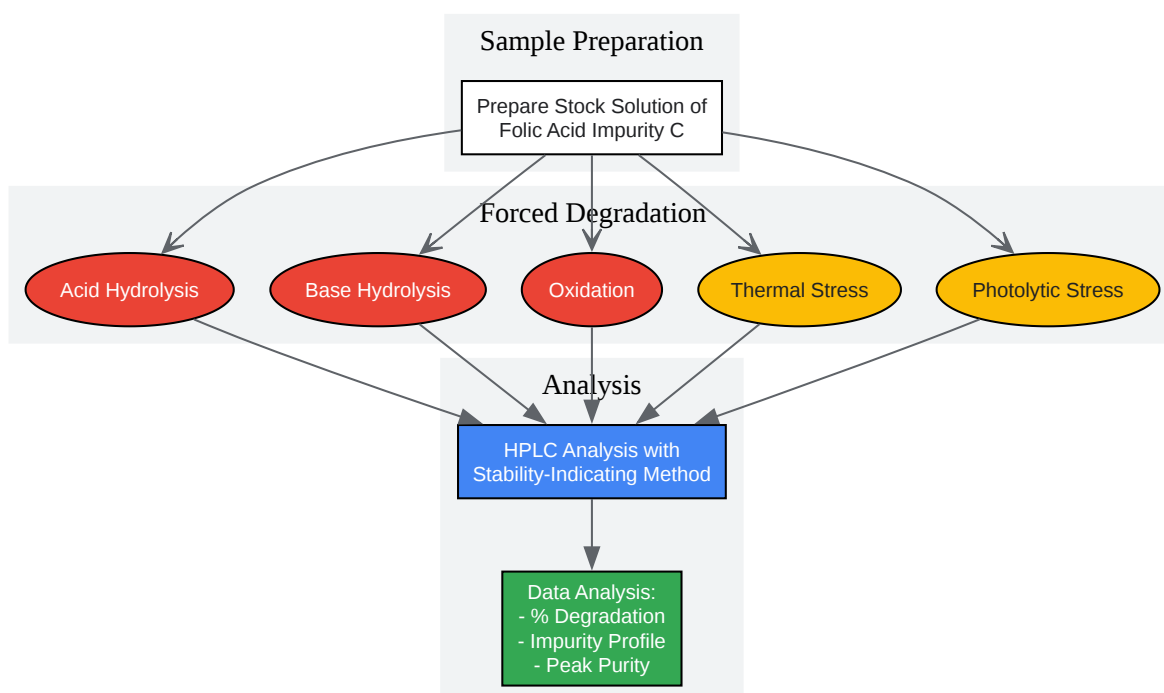 Sample Preparation
Prepare Stock Solution of
Folic Acid Impurity C
Forced Degradation
Acid Hydrolysis
Base Hydrolysis
Oxidation
Thermal Stress
Photolytic Stress
Analysis
HPLC Analysis with
Stability-Indicating Method
Data Analysis:
- % Degradation
- Impurity Profile
- Peak Purity